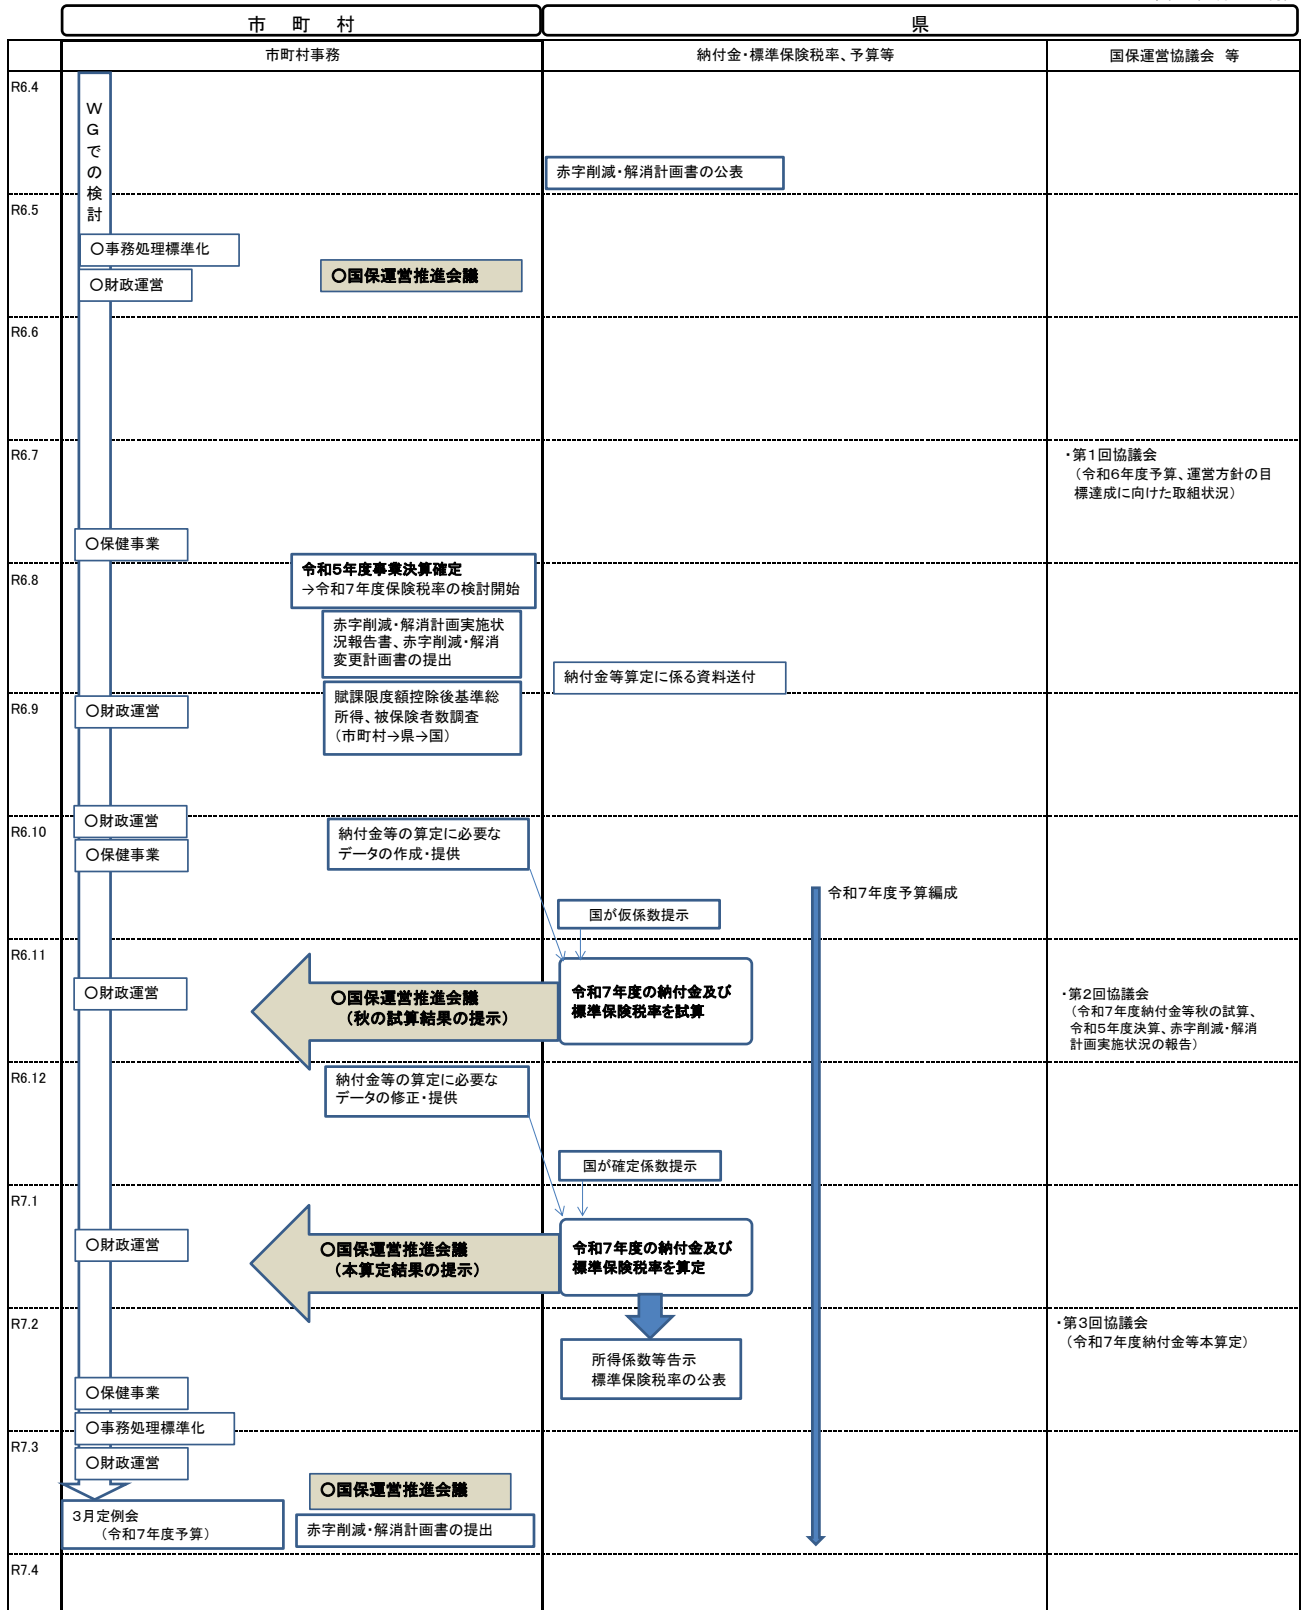 市 町 村
県
市町村事務
納付金・標準保険税率、予算等
国保運営協議会 等
R6.4
WGでの検討
赤字削減・解消計画書の公表
R6.5
○事務処理標準化
○財政運営
○国保運営推進会議
R6.6
R6.7
・第1回協議会
（令和6年度予算、運営方針の目
標達成に向けた取組状況）
○保健事業
R6.8
令和5年度事業決算確定
→令和7年度保険税率の検討開始
赤字削減・解消計画実施状
況報告書、赤字削減・解消
変更計画書の提出
納付金等算定に係る資料送付
R6.9
○財政運営
賦課限度額控除後基準総
所得、被保険者数調査
（市町村→県→国）
R6.10
○財政運営
○保健事業
納付金等の算定に必要な
データの作成・提供
令和7年度予算編成
国が仮係数提示
R6.11
○財政運営
○国保運営推進会議
（秋の試算結果の提示）
令和7年度の納付金及び
標準保険税率を試算
・第2回協議会
（令和7年度納付金等秋の試算、
令和5年度決算、赤字削減・解消
計画実施状況の報告）
R6.12
納付金等の算定に必要な
データの修正・提供
国が確定係数提示
R7.1
○財政運営
○国保運営推進会議
（本算定結果の提示）
令和7年度の納付金及び
標準保険税率を算定
R7.2
・第3回協議会
（令和7年度納付金等本算定）
所得係数等告示
標準保険税率の公表
○保健事業
○事務処理標準化
R7.3
○財政運営
○国保運営推進会議
3月定例会
（令和7年度予算）
赤字削減・解消計画書の提出
R7.4